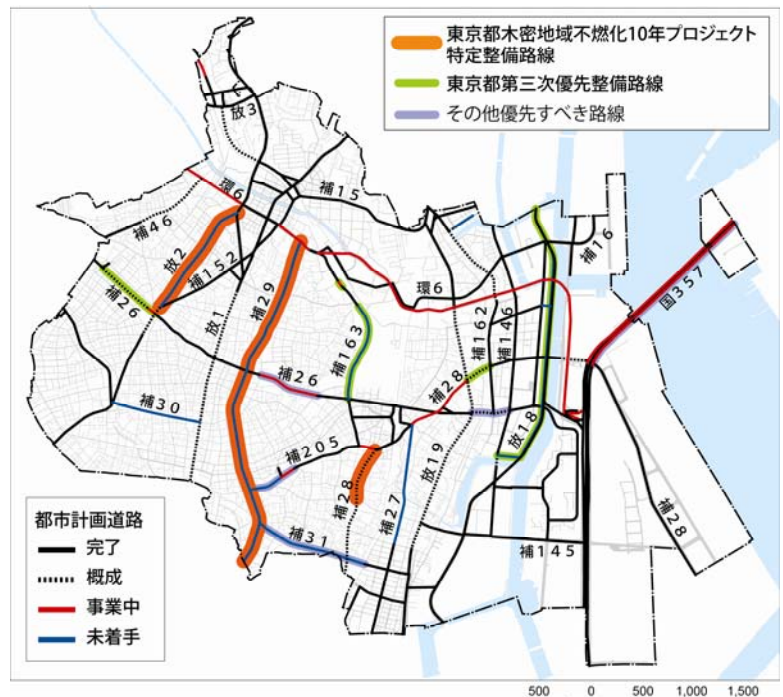 東京都木密地域不燃化10年プロジェクト
特定整備路線
東京都第三次優先整備路線
その他優先すべき路線
放3
環6
補15
補46
補16
放2
補152
補26
補29
環6
国357
放1
補163
補162
補146
補26
補28
補30
放18
補205
放19
補28
補27
補31
補28
補145
都市計画道路
完了
概成
事業中
未着手
500 0 500 1,000 1,500